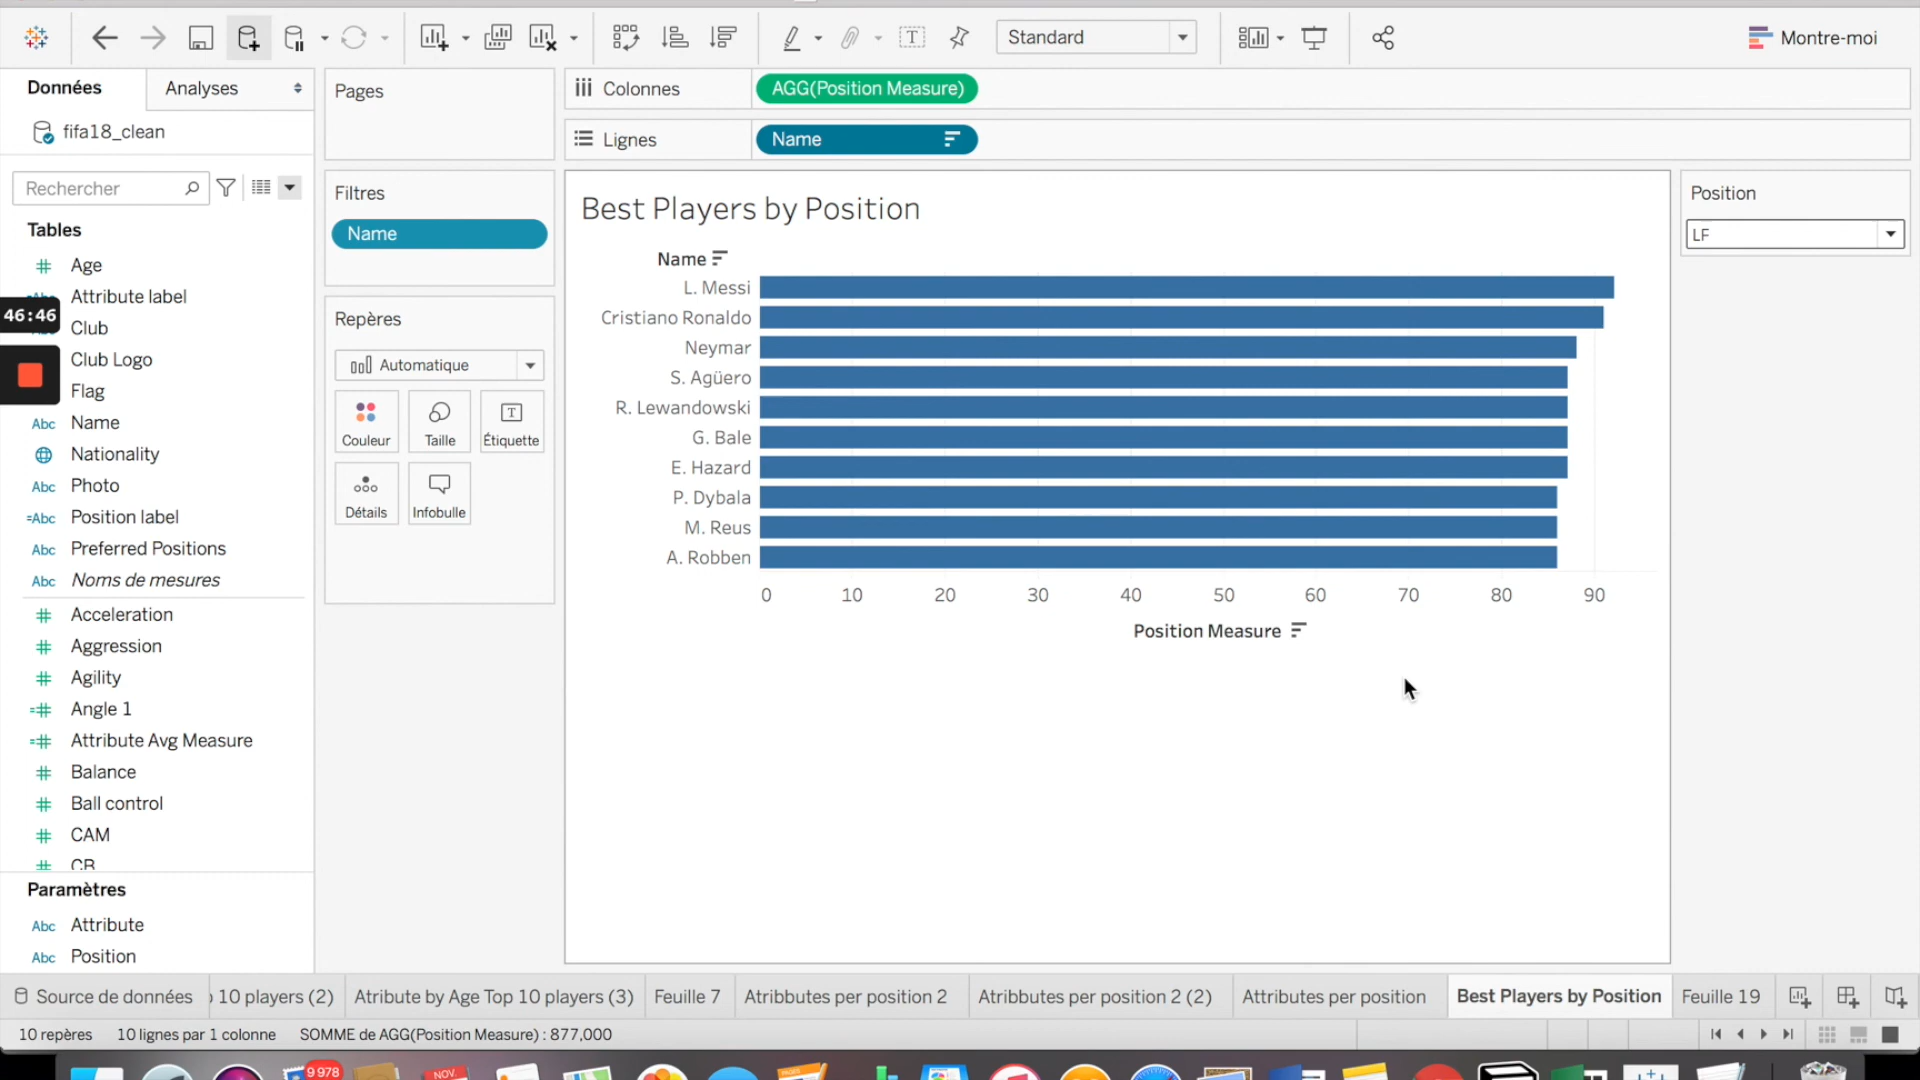 Standard
Montre-moi
Données
Analyses
fifa18_clean
Rechercher
Tables
Age
Abc Attribute label
Club
Club Logo
Flag
Abc Name
Nationality
Abc Photo
=Abc Position label
Abc Preferred Positions
Abc Noms de mesures
Acceleration
Aggression
Agility
Angle 1
Attribute Avg Measure
Balance
Ball control
CAM
CB
Paramètres
Abc Attribute
Abc Position
46:46
Pages
Filtres
Name
Repères
Automatique
Couleur
Taille
T
Étiquette
Détails
Infobulle
Colonnes
AGG(Position Measure)
Lignes
Name
Best Players by Position
Name
L. Messi
Cristiano Ronaldo
Neymar
S. Agüero
R. Lewandowski
G. Bale
E. Hazard
P. Dybala
M. Reus
A. Robben
0 10 20 30 40 50 60 70 80 90
Position Measure
Position
LF
Source de données
10 players (2)
Atribute by Age Top 10 players (3)
Feuille 7
Atribbutes per position 2
Atribbutes per position 2 (2)
Attributes per position
Best Players by Position
Feuille 19
10 repères 10 lignes par 1 colonne SOMME de AGG(Position Measure) : 877,000
9 978
NOV.
PAGES